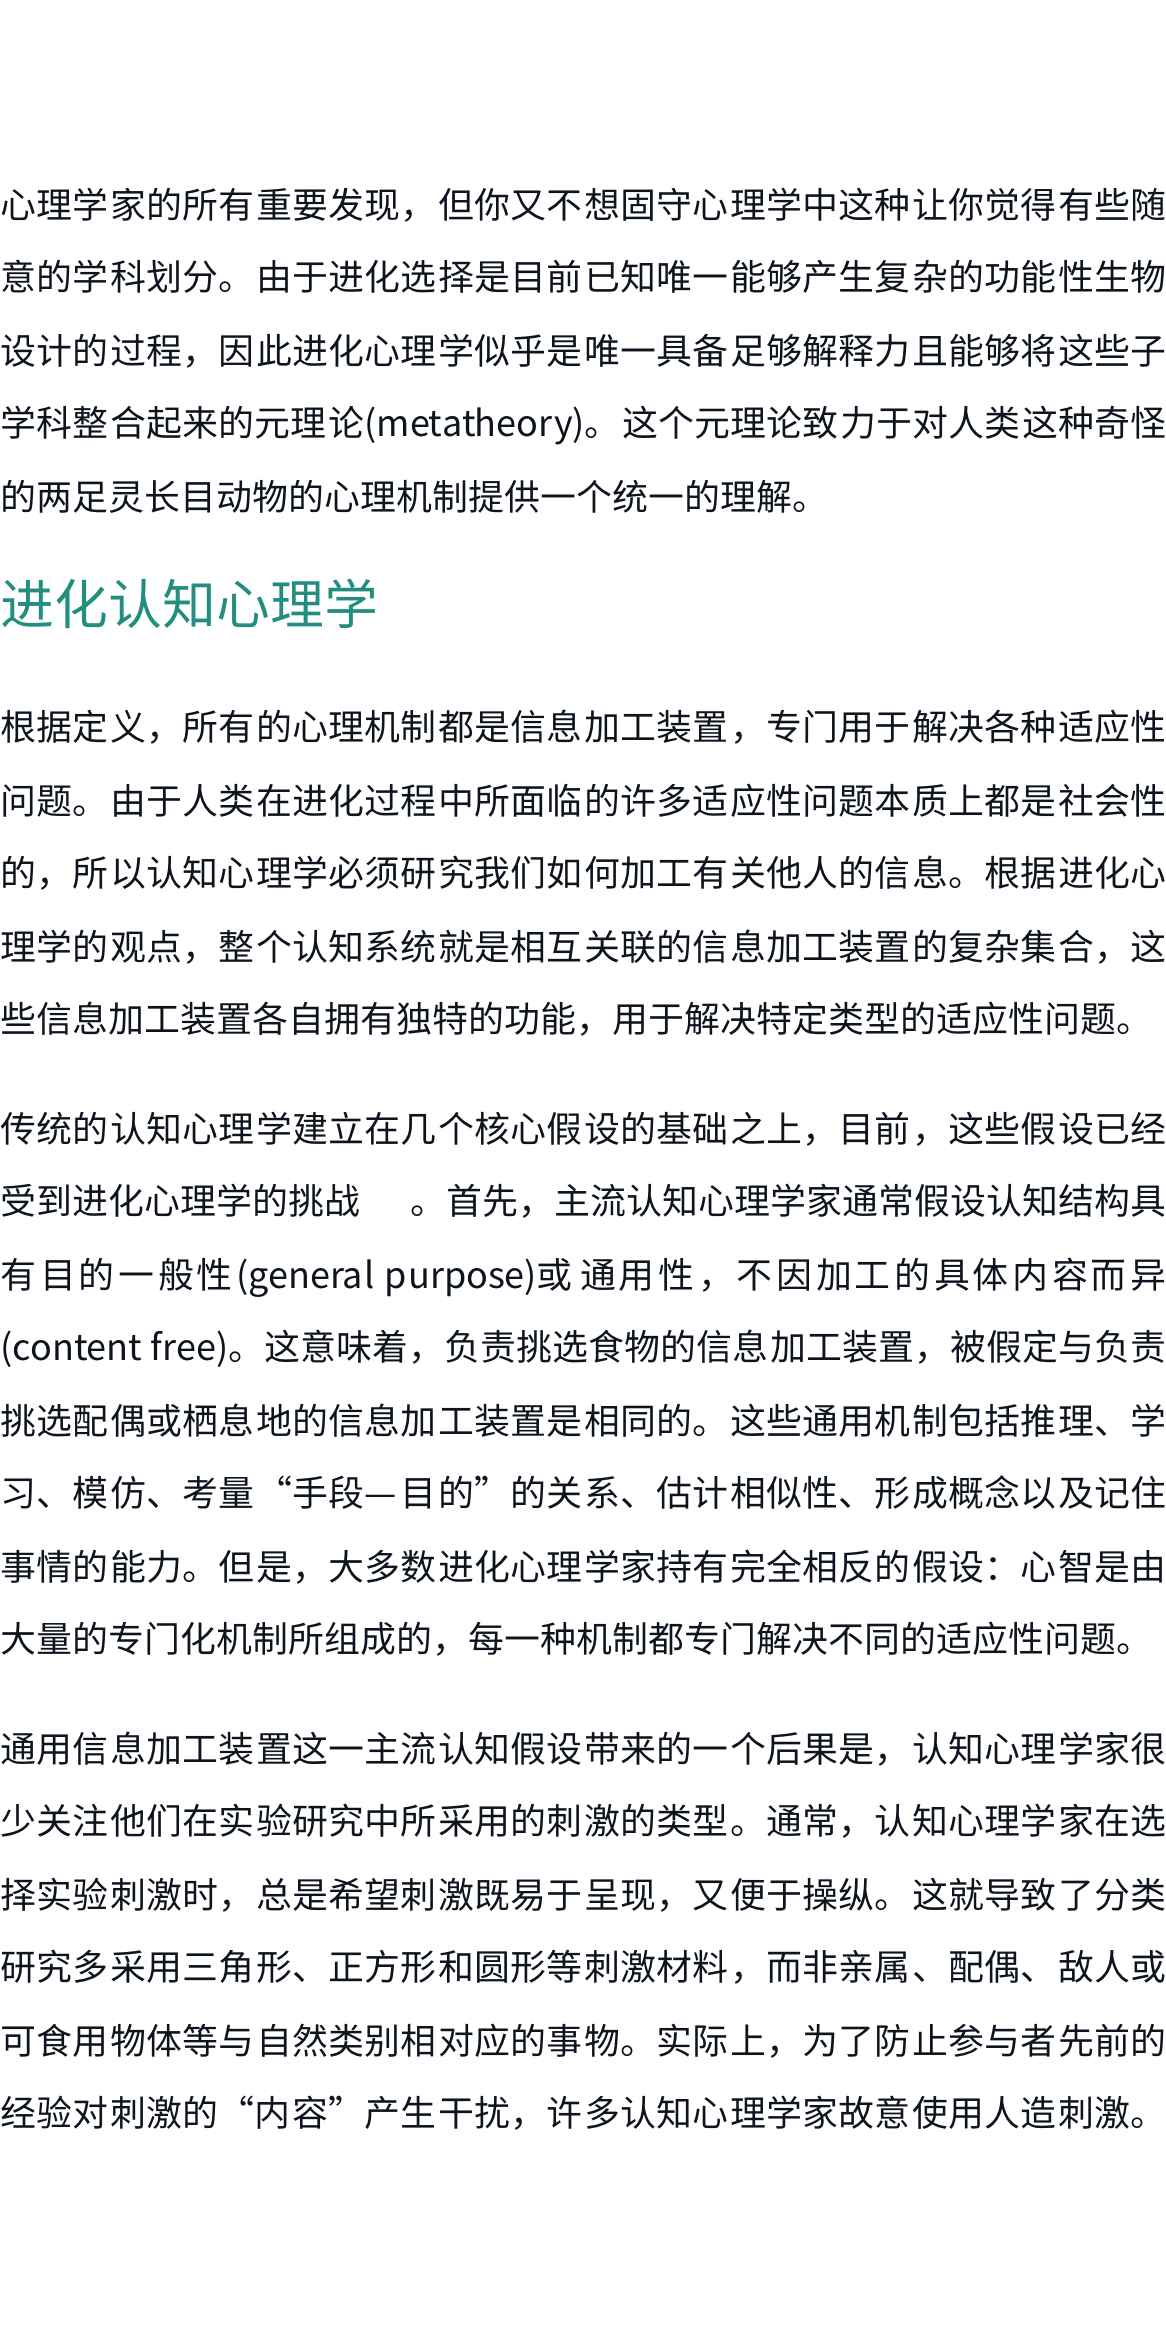 心理学家的所有重要发现，但你又不想固守心理学中这种让你觉得有些随
意的学科划分。由于进化选择是目前已知唯一能够产生复杂的功能性生物
设计的过程，因此进化心理学似乎是唯一具备足够解释力且能够将这些子
学科整合起来的元理论(metatheory)。这个元理论致力于对人类这种奇怪
的两足灵长目动物的心理机制提供一个统一的理解。
进化认知心理学
根据定义，所有的心理机制都是信息加工装置，专门用于解决各种适应性
问题。由于人类在进化过程中所面临的许多适应性问题本质上都是社会性
的，所以认知心理学必须研究我们如何加工有关他人的信息。根据进化心
理学的观点，整个认知系统就是相互关联的信息加工装置的复杂集合，这
些信息加工装置各自拥有独特的功能，用于解决特定类型的适应性问题。
传统的认知心理学建立在几个核心假设的基础之上，目前，这些假设已经
受到进化心理学的挑战 。首先，主流认知心理学家通常假设认知结构具
有目的一般性(general purpose)或通用性，不因加工的具体内容而异
(content free)。这意味着，负责挑选食物的信息加工装置，被假定与负责
挑选配偶或栖息地的信息加工装置是相同的。这些通用机制包括推理、学
习、模仿、考量“手段—目的”的关系、估计相似性、形成概念以及记住
事情的能力。但是，大多数进化心理学家持有完全相反的假设：心智是由
大量的专门化机制所组成的，每一种机制都专门解决不同的适应性问题。
通用信息加工装置这一主流认知假设带来的一个后果是，认知心理学家很
少关注他们在实验研究中所采用的刺激的类型。通常，认知心理学家在选
择实验刺激时，总是希望刺激既易于呈现，又便于操纵。这就导致了分类
研究多采用三角形、正方形和圆形等刺激材料，而非亲属、配偶、敌人或
可食用物体等与自然类别相对应的事物。实际上，为了防止参与者先前的
经验对刺激的“内容”产生干扰，许多认知心理学家故意使用人造刺激。